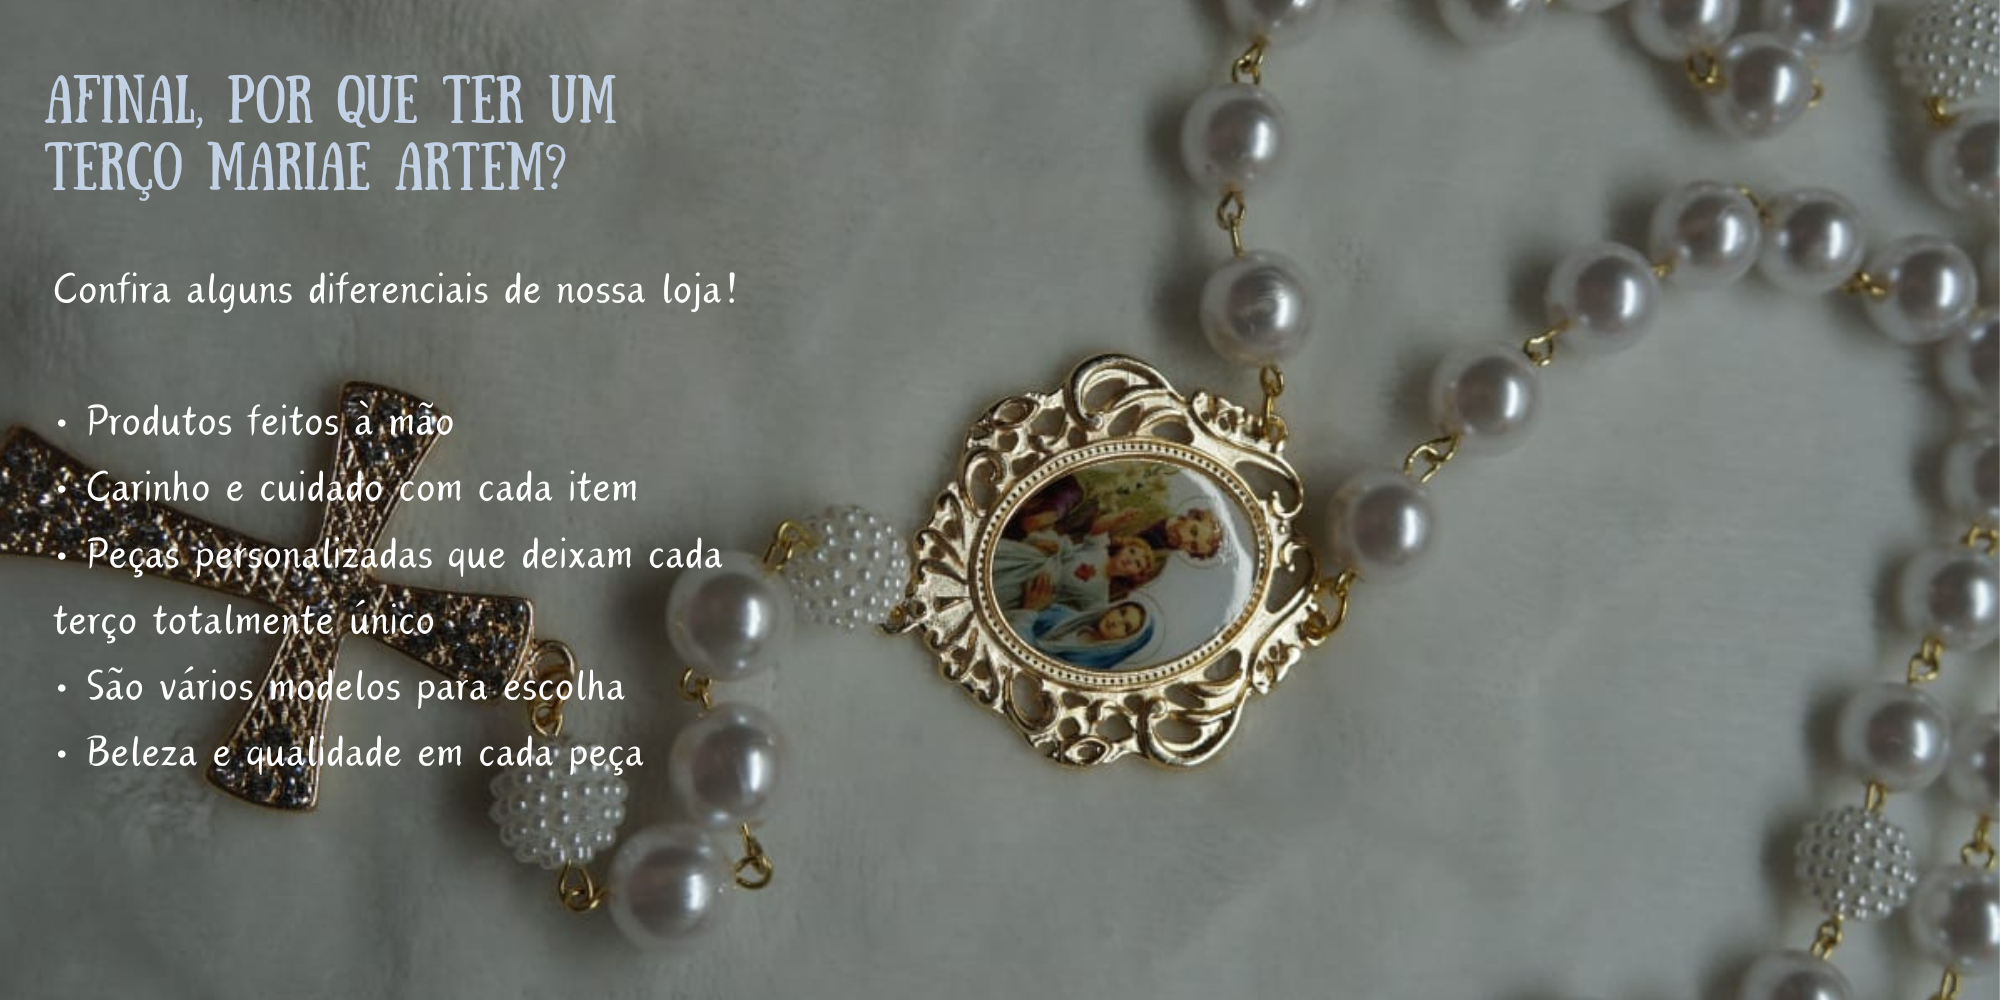 AFINAL, POR QUE TER UM
TERÇO MARIAE ARTEM?
Confira alguns diferenciais de nossa loja!
• Produtos feitos à mão
• Carinho e cuidado com cada item
• Peças personalizadas que deixam cada
terço totalmente único
• São vários modelos para escolha
• Beleza e qualidade em cada peça